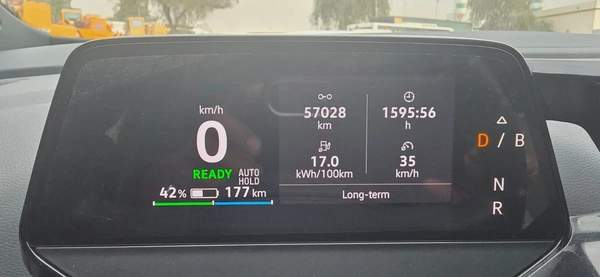 km/h
0
READY AUTO HOLD
42% 177 km
57028
km
1595:56
h
17.0
kWh/100km
35
km/h
Long-term
D / B
N
R